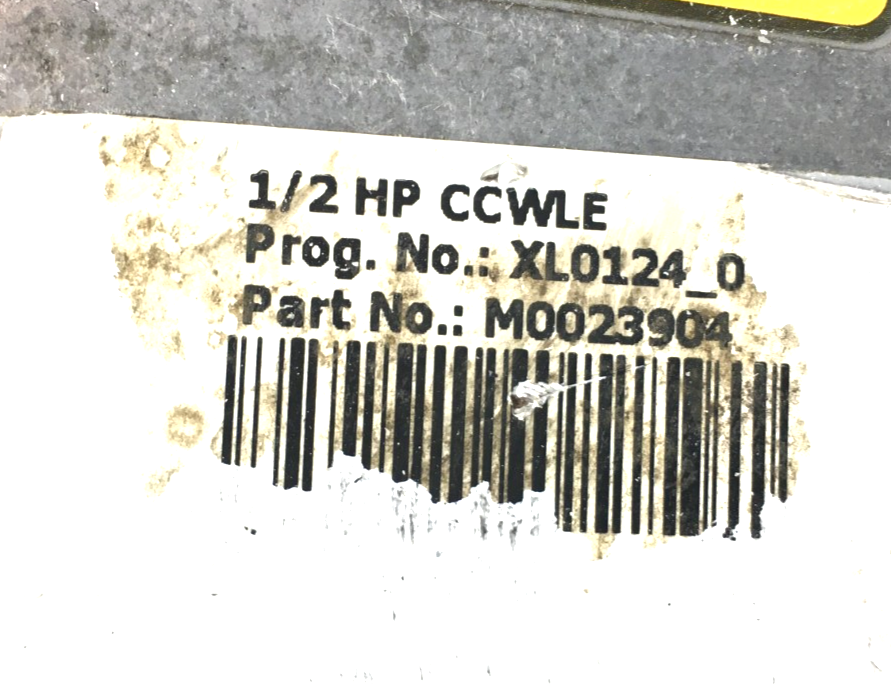 1/2 HP CCWLE
Prog. No.: XL0124_0
Part No.: M0023904